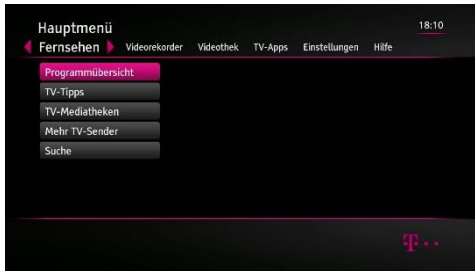 Hauptmenü
18:10
Fernsehen Videorekorder Videothek TV-Apps Einstellungen Hilfe
Programmübersicht
TV-Tipps
TV-Mediatheken
Mehr TV-Sender
Suche
T